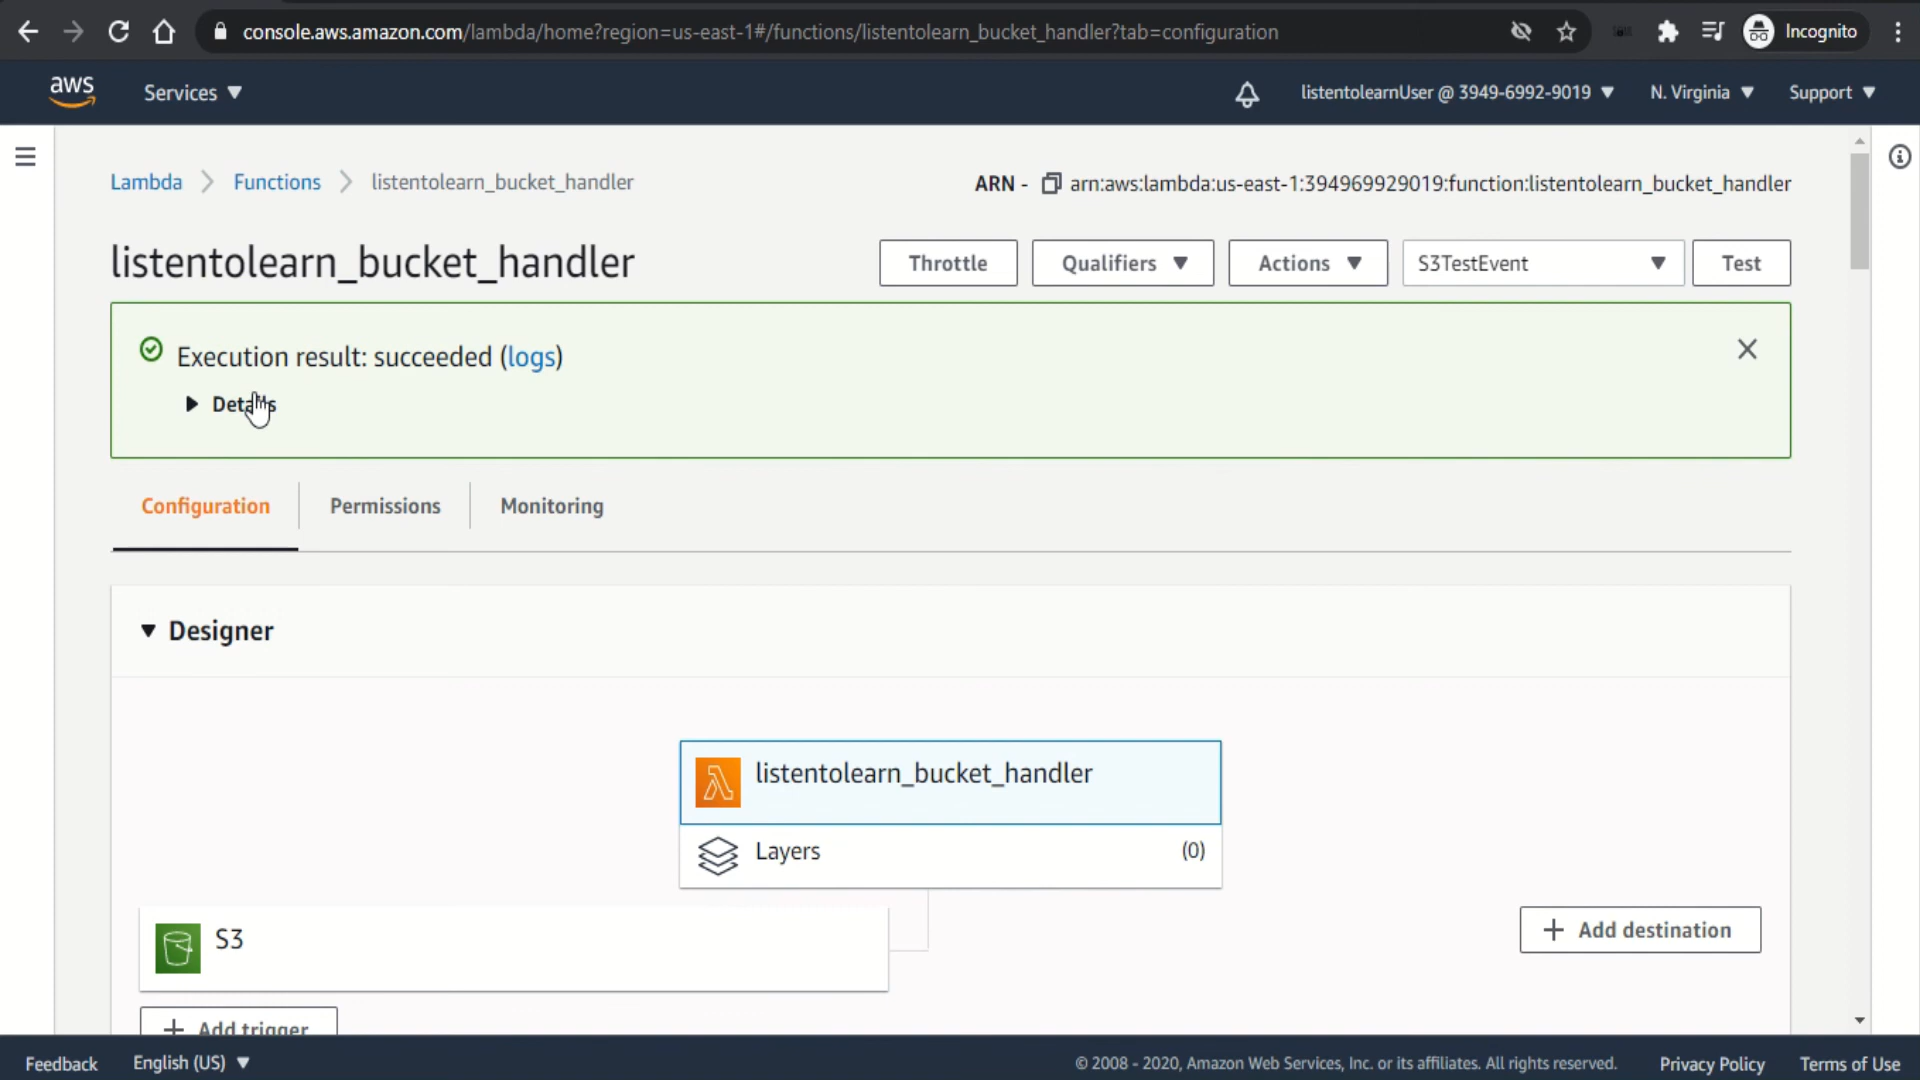 console.aws.amazon.com/lambda/home?region=us-east-1#/functions/listentolearn_bucket_handler?tab=configuration
Incognito
aws
Services
listentolearnUser @ 3949-6992-9019
N. Virginia
Support
Lambda
Functions
listentolearn_bucket_handler
ARN - arn:aws:lambda:us-east-1:394969929019:function:listentolearn_bucket_handler
listentolearn_bucket_handler
Throttle
Qualifiers
Actions
S3TestEvent
Test
Execution result: succeeded (logs)
Details
Configuration
Permissions
Monitoring
Designer
listentolearn_bucket_handler
Layers
(0)
S3
+ Add destination
+ Add trigger
Feedback
English (US)
© 2008 - 2020, Amazon Web Services, Inc. or its affiliates. All rights reserved.
Privacy Policy
Terms of Use